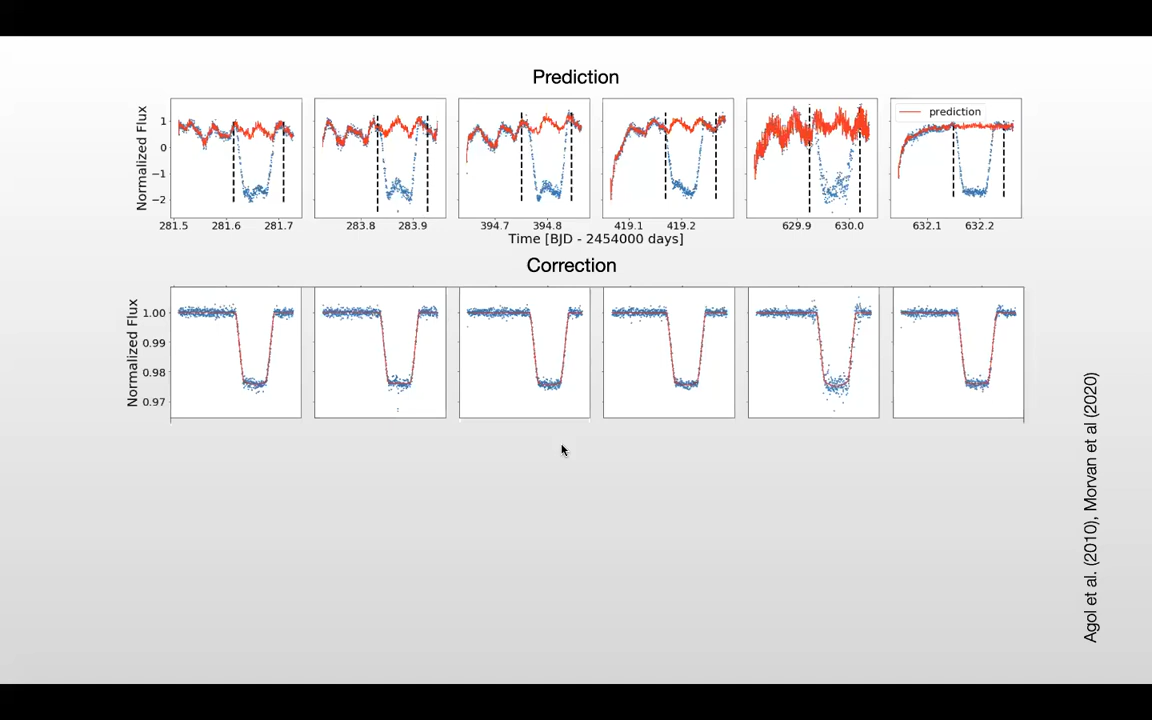 Prediction
Normalized Flux
1
0
−1
−2
prediction
281.5 281.6 281.7 283.8 283.9 394.7 394.8 419.1 419.2 629.9 630.0 632.1 632.2
Time [BJD - 2454000 days]
Correction
Normalized Flux
1.00
0.99
0.98
0.97
Agol et al. (2010), Morvan et al (2020)